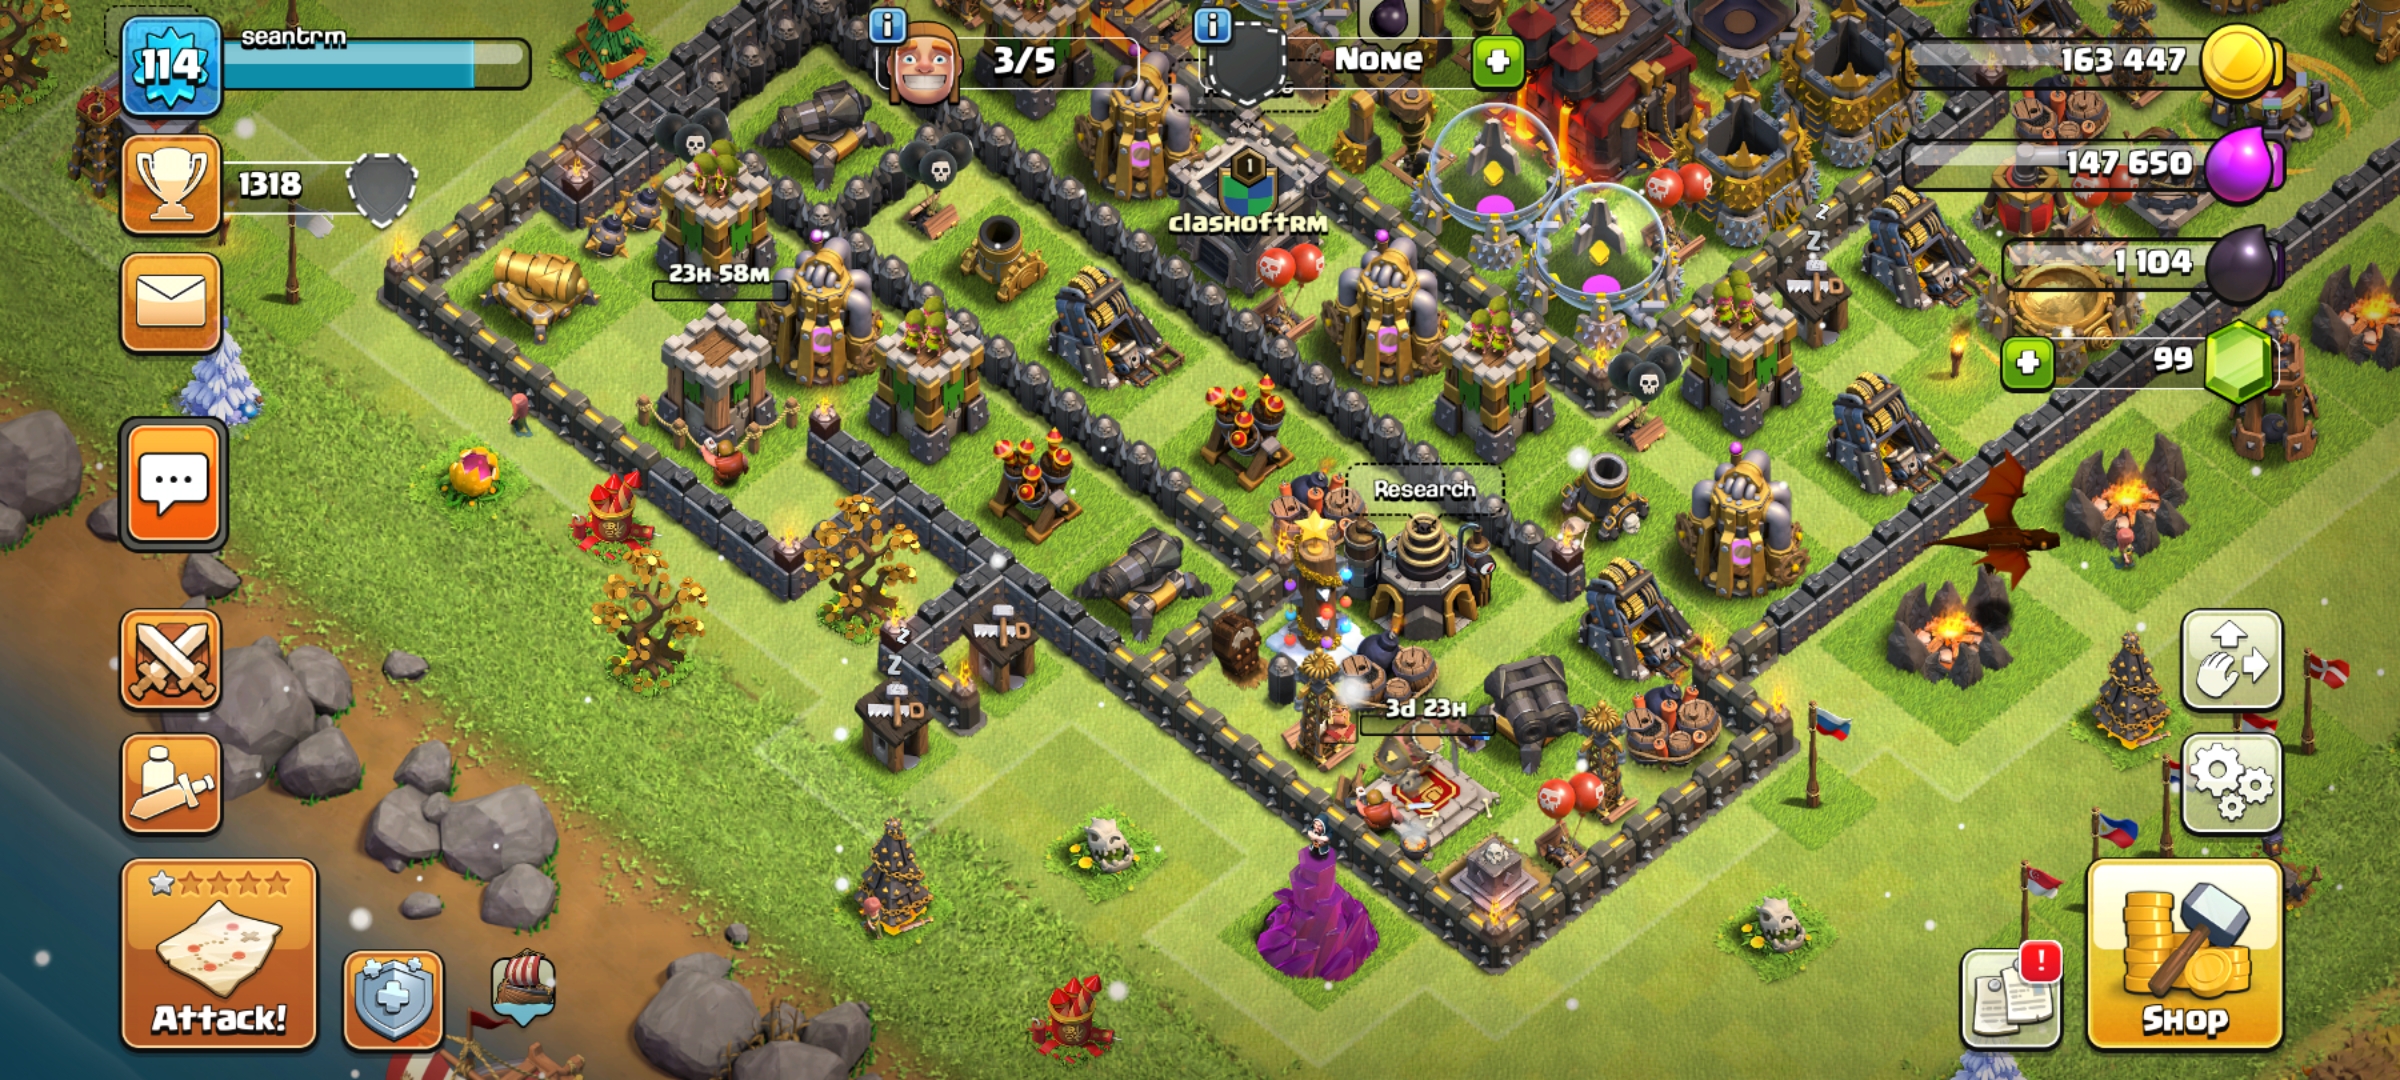 114
seantrm
3/5
None
163 447
1318
147 650
1
clashoftRM
1 104
23H 58M
99
Research
3d 23H
Attack!
Shop